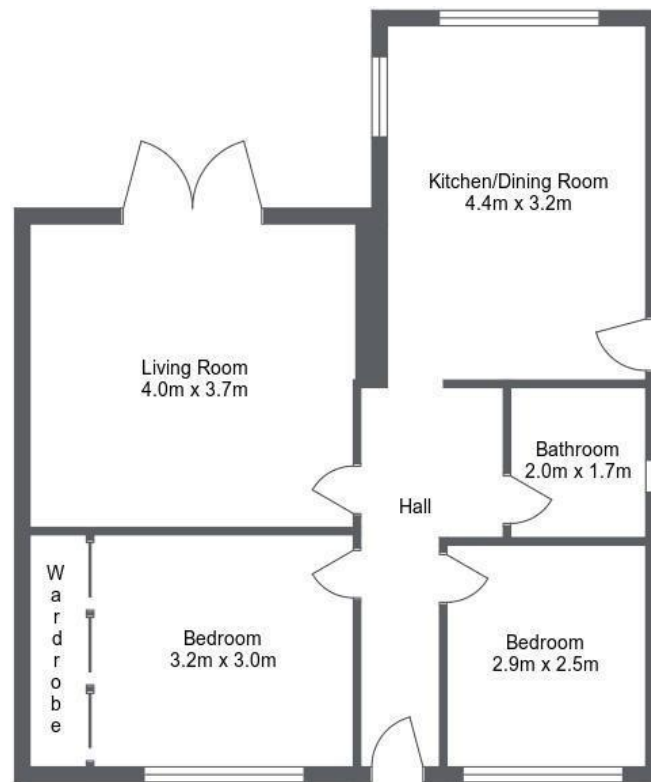 Kitchen/Dining Room
4.4m x 3.2m
Living Room
4.0m x 3.7m
Bathroom
2.0m x 1.7m
Hall
Wardrobe
Bedroom
3.2m x 3.0m
Bedroom
2.9m x 2.5m